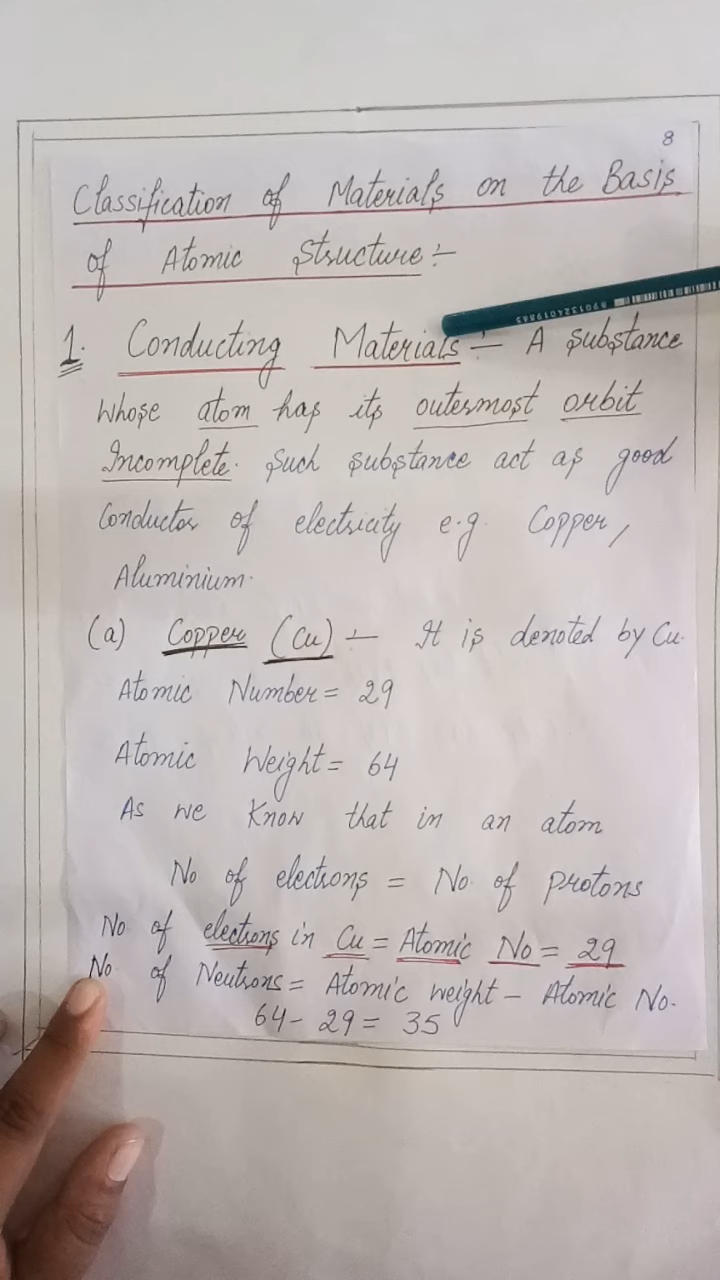 8
Classification of Materials on the Basis
of Atomic Structure :-
1. Conducting Materials :- A substance
whose atom has its outermost orbit
Incomplete. Such substance act as good
Conductor of electricity e.g. Copper,
Aluminium.
(a) Copper (Cu) :- It is denoted by Cu.
Atomic Number = 29
Atomic Weight = 64
As we Know that in an atom
No of electrons = No. of protons
No of electrons in Cu = Atomic No = 29
No. of Neutrons = Atomic weight - Atomic No.
64 - 29 = 35
8901324019843